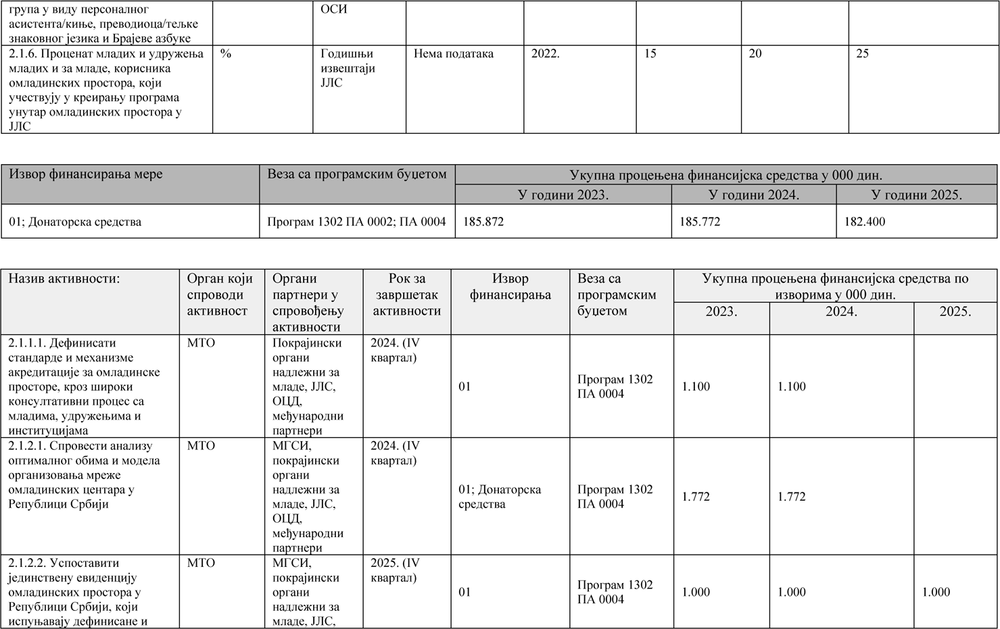 група у виду персоналног
асистента/киње, преводиоца/тељке
знаковног језика и Брајеве азбуке
ОСИ
2.1.6. Проценат младих и удружења
младих и за младе, корисника
омладинских простора, који
учествују у креирању програма
унутар омладинских простора у
ЈЛС
%
Годишњи
извештаји
ЈЛС
Нема података
2022.
15
20
25
Извор финансирања мере
Веза са програмским буџетом
Укупна процењена финансијска средства у 000 дин.
У години 2023.
У години 2024.
У години 2025.
01; Донаторска средства
Програм 1302 ПА 0002; ПА 0004
185.872
185.772
182.400
Назив активности:
Орган који
спроводи
активност
Органи
партнери у
спровођењу
активности
Рок за
завршетак
активности
Извор
финансирања
Веза са
програмским
буџетом
Укупна процењена финансијска средства по
изворима у 000 дин.
2023.
2024.
2025.
2.1.1.1. Дефинисати
стандарде и механизме
акредитације за омладинске
просторе, кроз широки
консултативни процес са
младима, удружењима и
институцијама
МТО
Покрајински
органи
надлежни за
младе, ЈЛС,
ОЦД,
међународни
партнери
2024. (IV
квартал)
01
Програм 1302
ПА 0004
1.100
1.100
2.1.2.1. Спровести анализу
оптималног обима и модела
организовања мреже
омладинских центара у
Републици Србији
МТО
МГСИ,
покрајински
органи
надлежни за
младе, ЈЛС,
ОЦД,
међународни
партнери
2024. (IV
квартал)
01; Донаторска
средства
Програм 1302
ПА 0004
1.772
1.772
2.1.2.2. Успоставити
јединствену евиденцију
омладинских простора у
Републици Србији, који
испуњавају дефинисане и
МТО
МГСИ,
покрајински
органи
надлежни за
младе, ЈЛС,
2025. (IV
квартал)
01
Програм 1302
ПА 0004
1.000
1.000
1.000